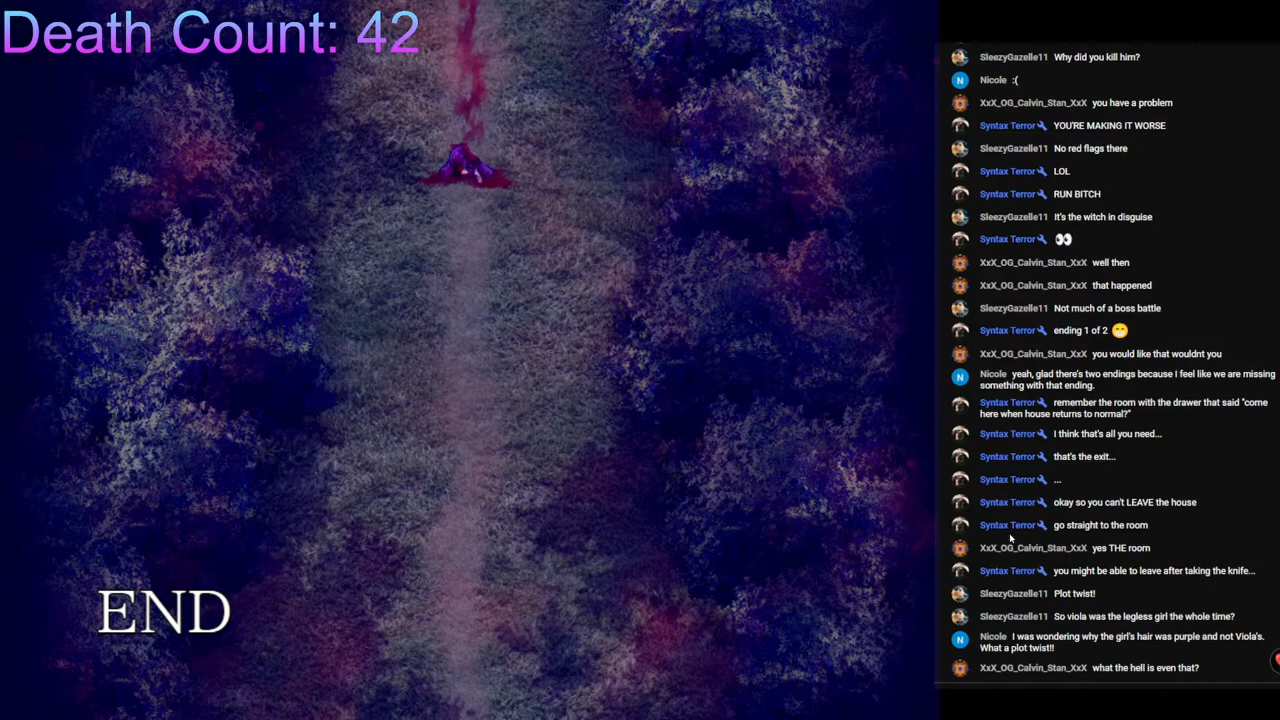 Death Count: 42
END
SleezyGazelle11 Why did you kill him?
N Nicole :(
XxX_OG_Calvin_Stan_XxX you have a problem
Syntax Terror YOU'RE MAKING IT WORSE
SleezyGazelle11 No red flags there
Syntax Terror LOL
Syntax Terror RUN BITCH
SleezyGazelle11 It's the witch in disguise
Syntax Terror 👀
XxX_OG_Calvin_Stan_XxX well then
XxX_OG_Calvin_Stan_XxX that happened
SleezyGazelle11 Not much of a boss battle
Syntax Terror ending 1 of 2 😁
XxX_OG_Calvin_Stan_XxX you would like that wouldnt you
N Nicole yeah, glad there's two endings because I feel like we are missing
something with that ending.
Syntax Terror remember the room with the drawer that said "come
here when house returns to normal?"
Syntax Terror I think that's all you need...
Syntax Terror that's the exit...
Syntax Terror ...
Syntax Terror okay so you can't LEAVE the house
Syntax Terror go straight to the room
XxX_OG_Calvin_Stan_XxX yes THE room
Syntax Terror you might be able to leave after taking the knife...
SleezyGazelle11 Plot twist!
SleezyGazelle11 So viola was the legless girl the whole time?
N Nicole I was wondering why the girl's hair was purple and not Viola's.
What a plot twist!!
XxX_OG_Calvin_Stan_XxX what the hell is even that?